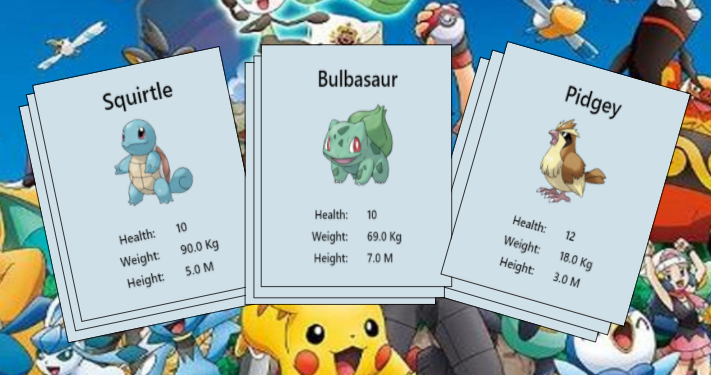 Squirtle
Health: 10
Weight: 90.0 Kg
Height: 5.0 M
Bulbasaur
Health: 10
Weight: 69.0 Kg
Height: 7.0 M
Pidgey
Health: 12
Weight: 18.0 Kg
Height: 3.0 M